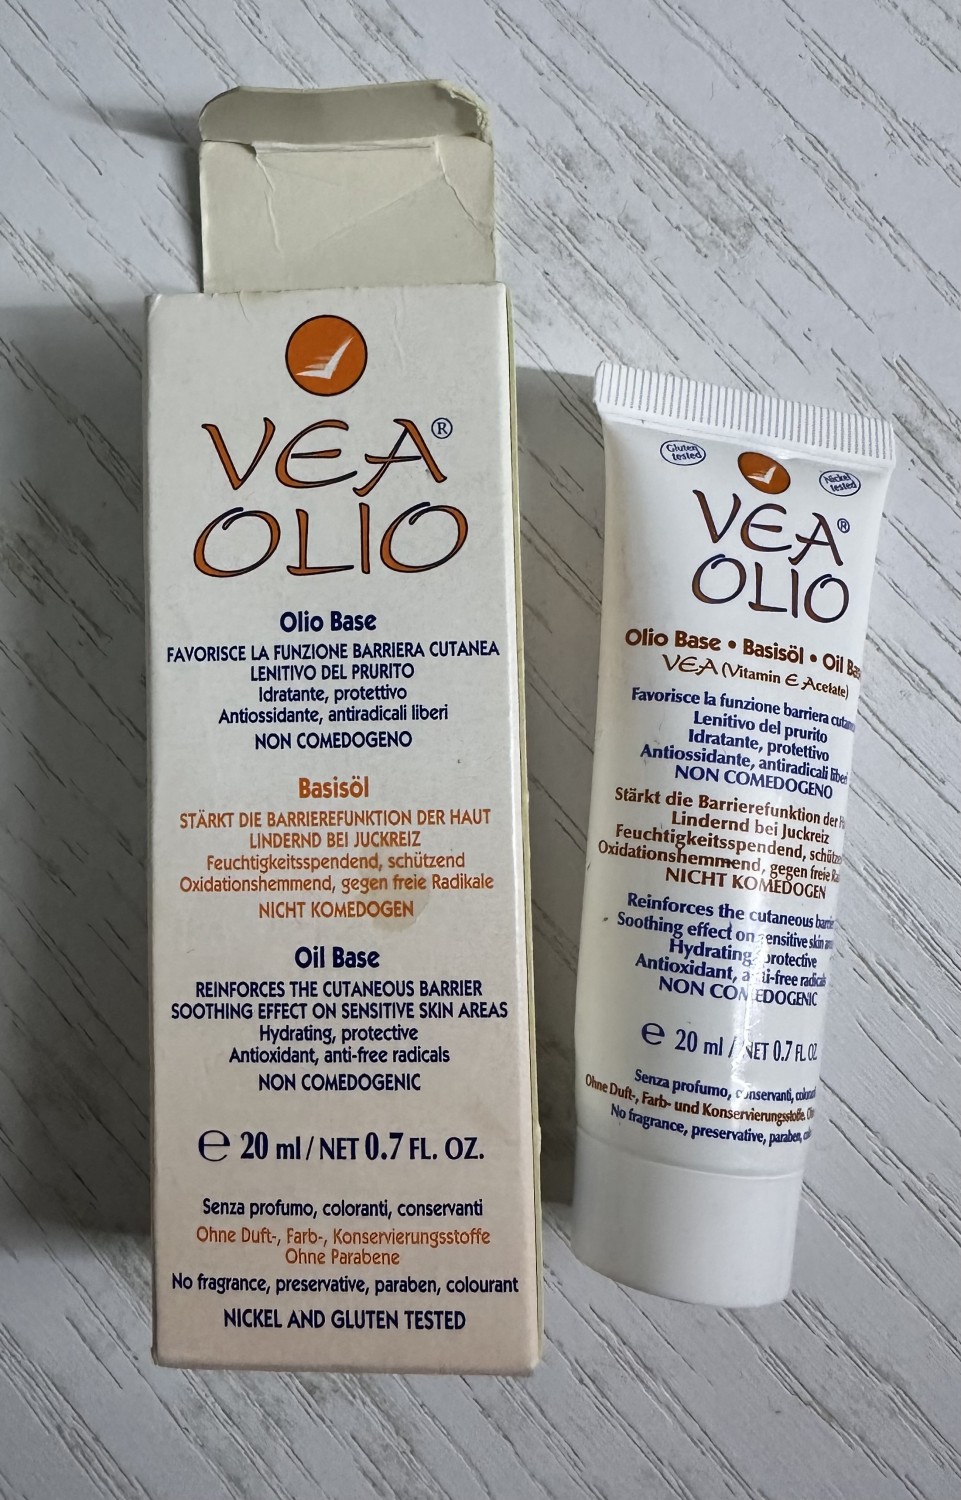 VEA®
OLIO
Olio Base
FAVORISCE LA FUNZIONE BARRIERA CUTANEA
LENITIVO DEL PRURITO
Idratante, protettivo
Antiossidante, antiradicali liberi
NON COMEDOGENO
Basisöl
STÄRKT DIE BARRIEREFUNKTION DER HAUT
LINDERND BEI JUCKREIZ
Feuchtigkeitsspendend, schützend
Oxidationshemmend, gegen freie Radikale
NICHT KOMEDOGEN
Oil Base
REINFORCES THE CUTANEOUS BARRIER
SOOTHING EFFECT ON SENSITIVE SKIN AREAS
Hydrating, protective
Antioxidant, anti-free radicals
NON COMEDOGENIC
℮ 20 ml / NET 0.7 FL. OZ.
Senza profumo, coloranti, conservanti
Ohne Duft-, Farb-, Konservierungsstoffe
Ohne Parabene
No fragrance, preservative, paraben, colourant
NICKEL AND GLUTEN TESTED
Gluten
tested
Nickel
tested
VEA®
OLIO
Olio Base • Basisöl • Oil Bas
VEA (Vitamin E Acetate)
Favorisce la funzione barriera cutan
Lenitivo del prurito
Idratante, protettivo
Antiossidante, antiradicali liberi
NON COMEDOGENO
Stärkt die Barrierefunktion der H
Lindernd bei Juckreiz
Feuchtigkeitsspendend, schütze
Oxidationshemmend, gegen freie Ra
NICHT KOMEDOGEN
Reinforces the cutaneous barrie
Soothing effect on sensitive skin area
Hydrating, protective
Antioxidant, anti-free radicals
NON COMEDOGENIC
℮ 20 ml / NET 0.7 FL. OZ
Senza profumo, conservanti,
Ohne Duft-, Farb- und Konservierungsstoffe.
No fragrance, preservative, paraben,